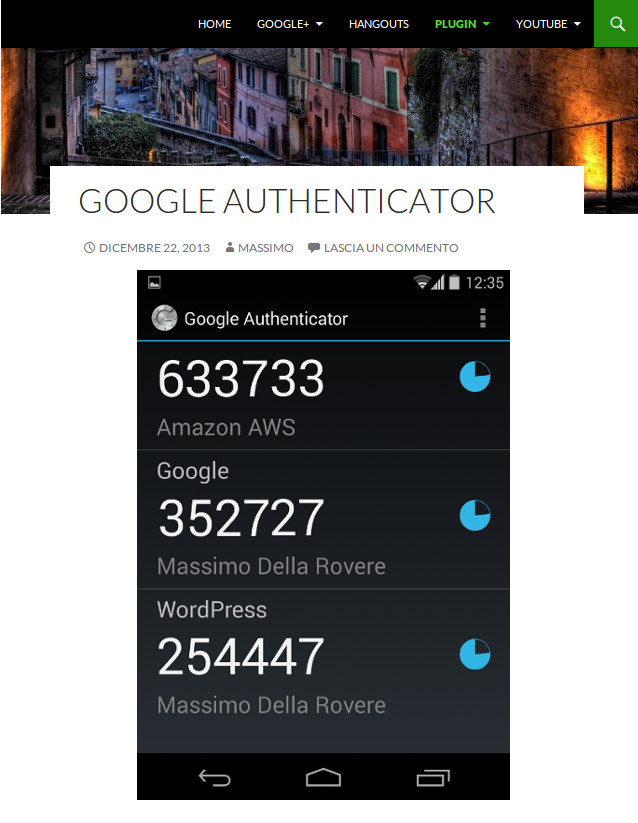 HOME GOOGLE+ HANGOUTS PLUGIN YOUTUBE
GOOGLE AUTHENTICATOR
DICEMBRE 22, 2013 MASSIMO LASCIA UN COMMENTO
12:35
Google Authenticator
633733
Amazon AWS
Google
352727
Massimo Della Rovere
WordPress
254447
Massimo Della Rovere